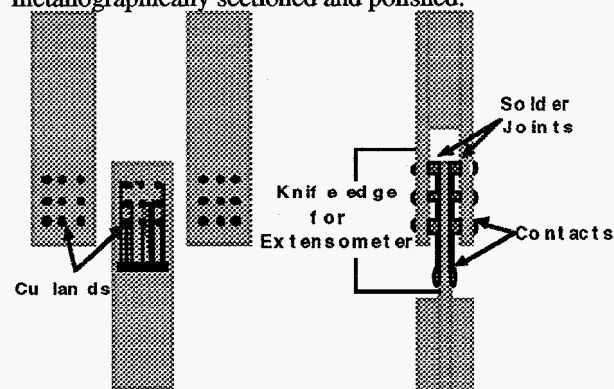 metallographically sectioned and polished.
Solder
Joints
Knife edge
for
Extensometer
Contacts
Cu lands